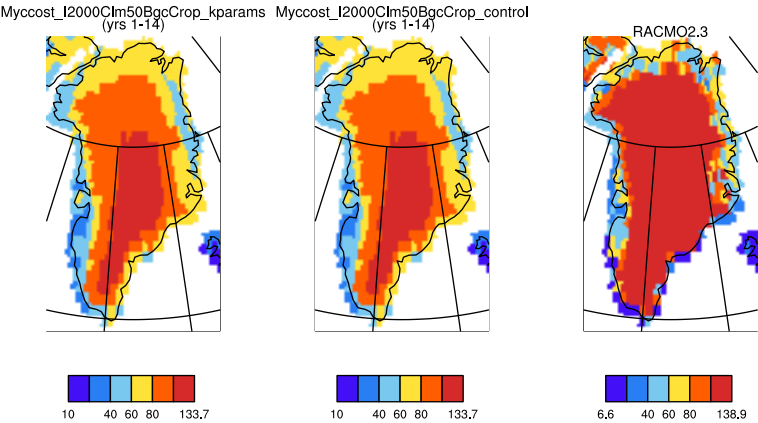 Myccost_I2000Clm50BgcCrop_kparams
(yrs 1-14)
Myccost_I2000Clm50BgcCrop_control
(yrs 1-14)
RACMO2.3
10 40 60 80 133.7
10 40 60 80 133.7
6.6 40 60 80 138.9